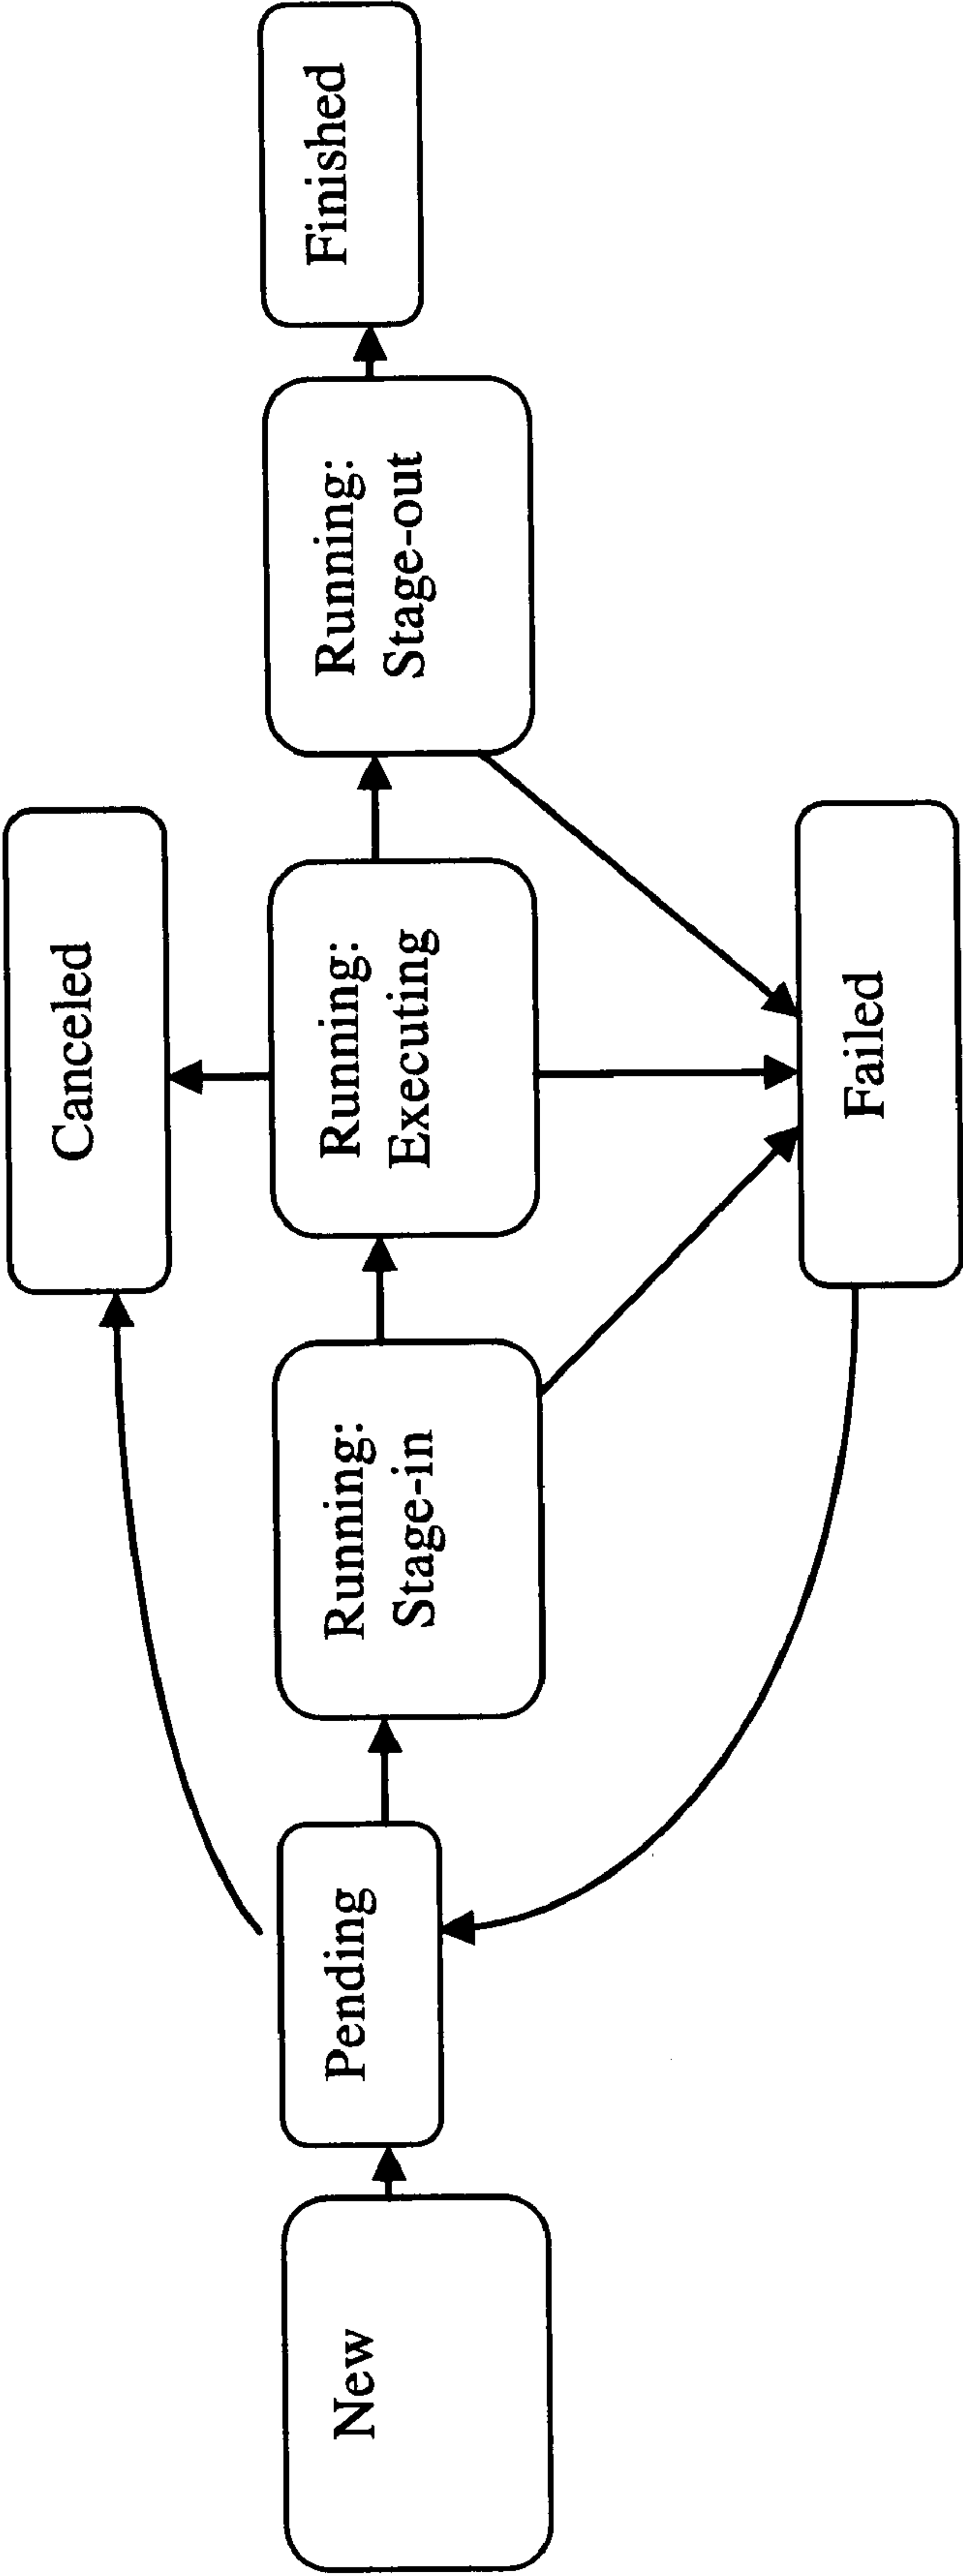 Canceled
New
Pending
Running:
Stage-in
Running:
Executing
Running:
Stage-out
Finished
Failed